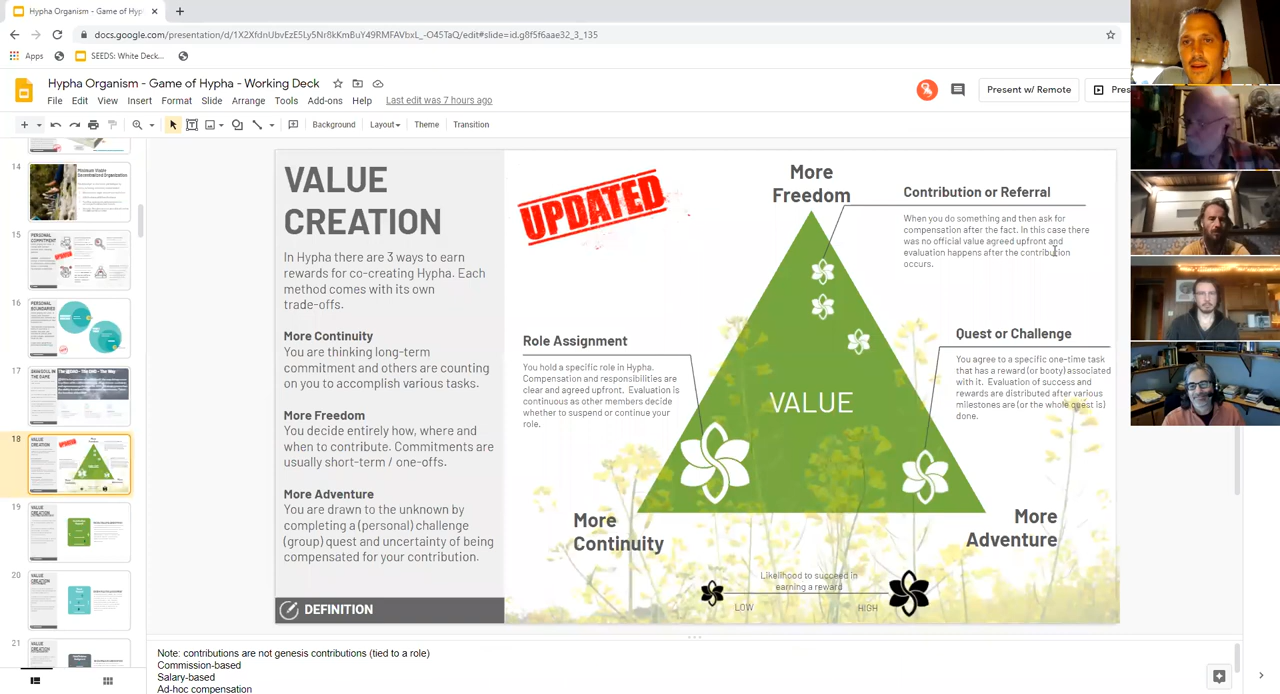 Hypha Organism - Game of Hyp
docs.google.com/presentation/d/1X2XfdnUbvEzE5Ly5Nr8kKmBuY49RMFAVbxL_-O45TaQ/edit#slide=id.g8f5f6aae32_3_135
Apps
SEEDS: White Deck...
Hypha Organism - Game of Hypha - Working Deck
File Edit View Insert Format Slide Arrange Tools Add-ons Help Last edit was 7 hours ago
Present w/ Remote
Background Layout Theme Transition
14
15
16
17
18
19
20
21
VALUE
CREATION
In Hypha there are 3 ways to earn
rewards for creating Hypha. Each
method comes with its own
trade-offs.
More Continuity
You are thinking long-term
commitment and others are counting
on you to accomplish various tasks.
More Freedom
You decide entirely how, where and
who to contribute. Commitments are
usually short-term / one-offs.
More Adventure
You are drawn to the unknown by
completing a (personal) challenge or
(group) quest and uncertainty of being
compensated for your contribution.
DEFINITION
UPDATED
More
Freedom
Contribution or Referral
When you do something and then ask for
compensation after the fact. In this case there
was no official value agreed upfront and
evaluation happens after the contribution
occurs.
Role Assignment
You hold a specific role in Hypha.
Compensation and responsibilities are
clear and agreed upfront. Evaluation is
continuous as other members decide
whether to suspend or continue your
role.
Quest or Challenge
You agree to a specific one-time task
that has a reward (or booty) associated
with it. Evaluation of success and
rewards are distributed after various
milestones are (or the whole quest is)
done.
VALUE
More
Continuity
More
Adventure
Likelihood to succeed in
earning a reward
LOW
HIGH
Note: contributions are not genesis contributions (tied to a role)
Commission-based
Salary-based
Ad-hoc compensation